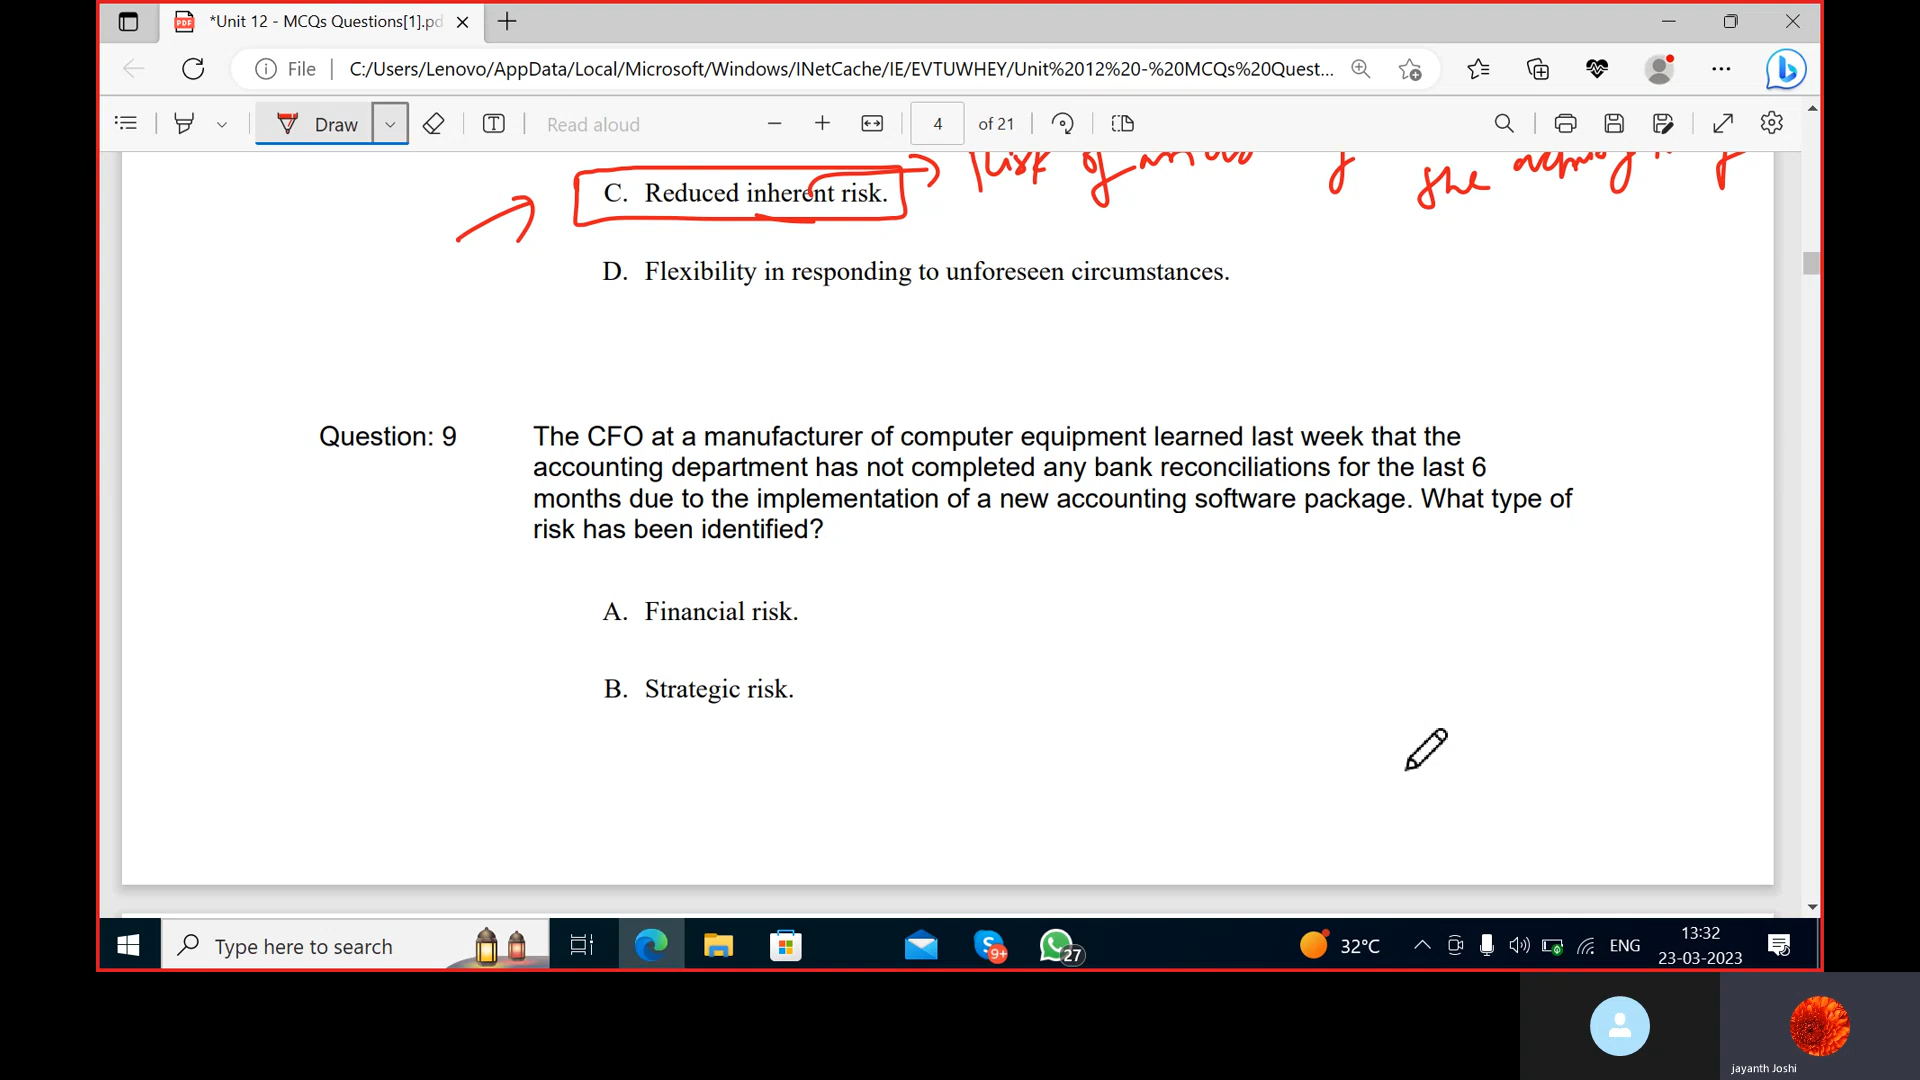 *Unit 12 - MCQs Questions[1].pd
File
C:/Users/Lenovo/AppData/Local/Microsoft/Windows/INetCache/IE/EVTUWHEY/Unit%2012%20-%20MCQs%20Quest...
Draw
Read aloud
4
of 21
Risk of
the
C. Reduced inherent risk.
D. Flexibility in responding to unforeseen circumstances.
Question: 9
The CFO at a manufacturer of computer equipment learned last week that the
accounting department has not completed any bank reconciliations for the last 6
months due to the implementation of a new accounting software package. What type of
risk has been identified?
A. Financial risk.
B. Strategic risk.
Type here to search
9+
27
32°C
ENG
13:32
23-03-2023
jayanth Joshi